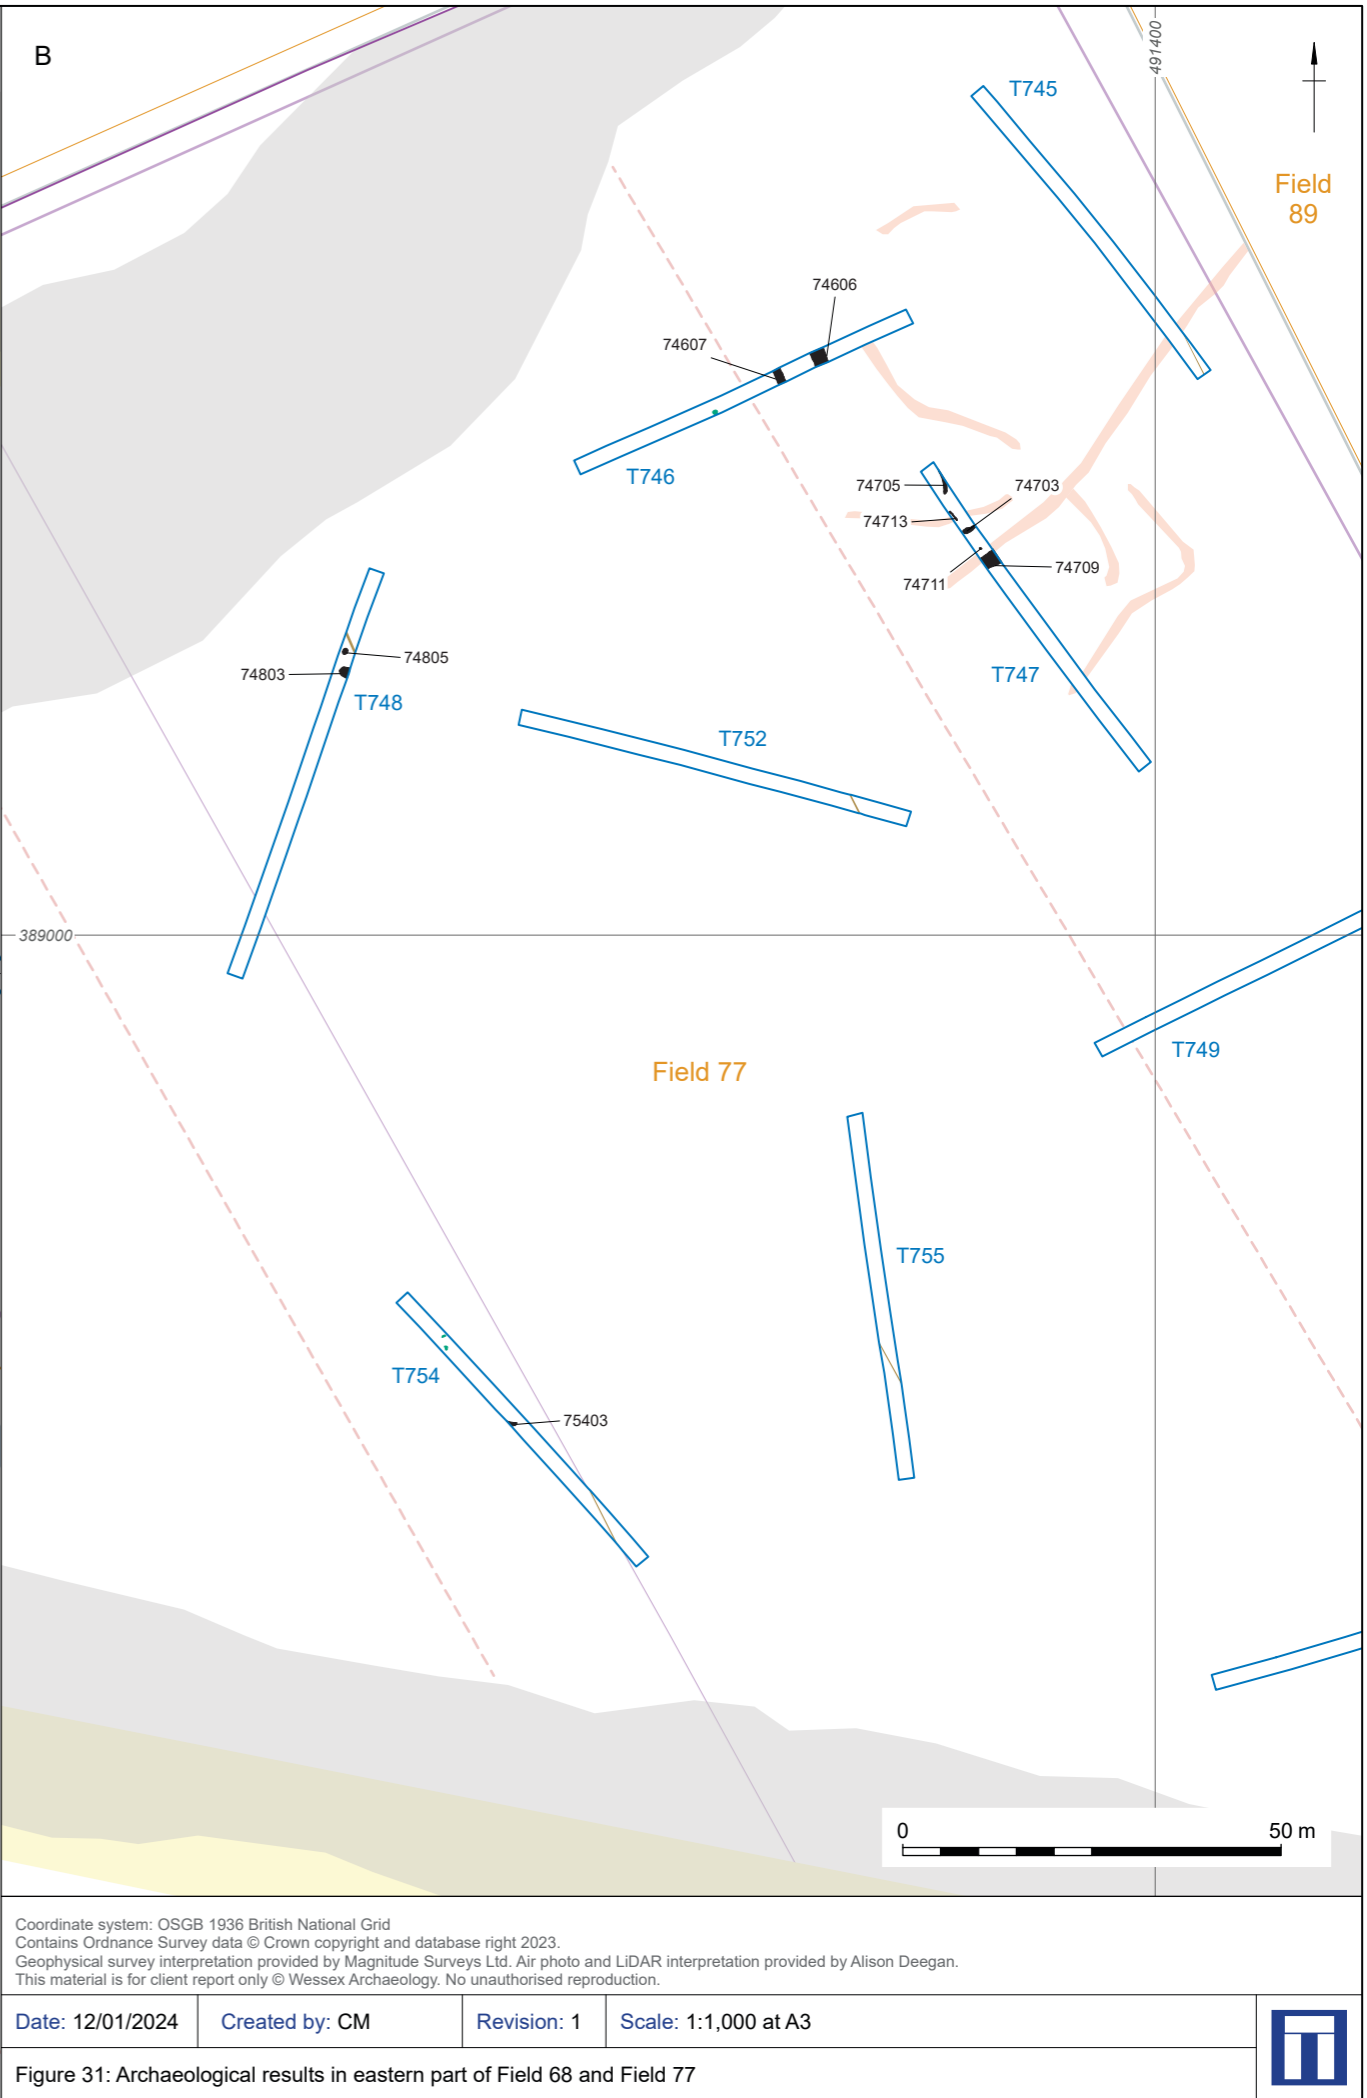 B
491400
T745
Field
89
74606
74607
T746
74705
74703
74713
74711
74709
T747
74805
74803
T748
T752
389000
T749
Field 77
T755
T754
75403
0 50 m
Coordinate system: OSGB 1936 British National Grid
Contains Ordnance Survey data © Crown copyright and database right 2023.
Geophysical survey interpretation provided by Magnitude Surveys Ltd. Air photo and LiDAR interpretation provided by Alison Deegan.
This material is for client report only © Wessex Archaeology. No unauthorised reproduction.
Date: 12/01/2024 Created by: CM Revision: 1 Scale: 1:1,000 at A3
Figure 31: Archaeological results in eastern part of Field 68 and Field 77